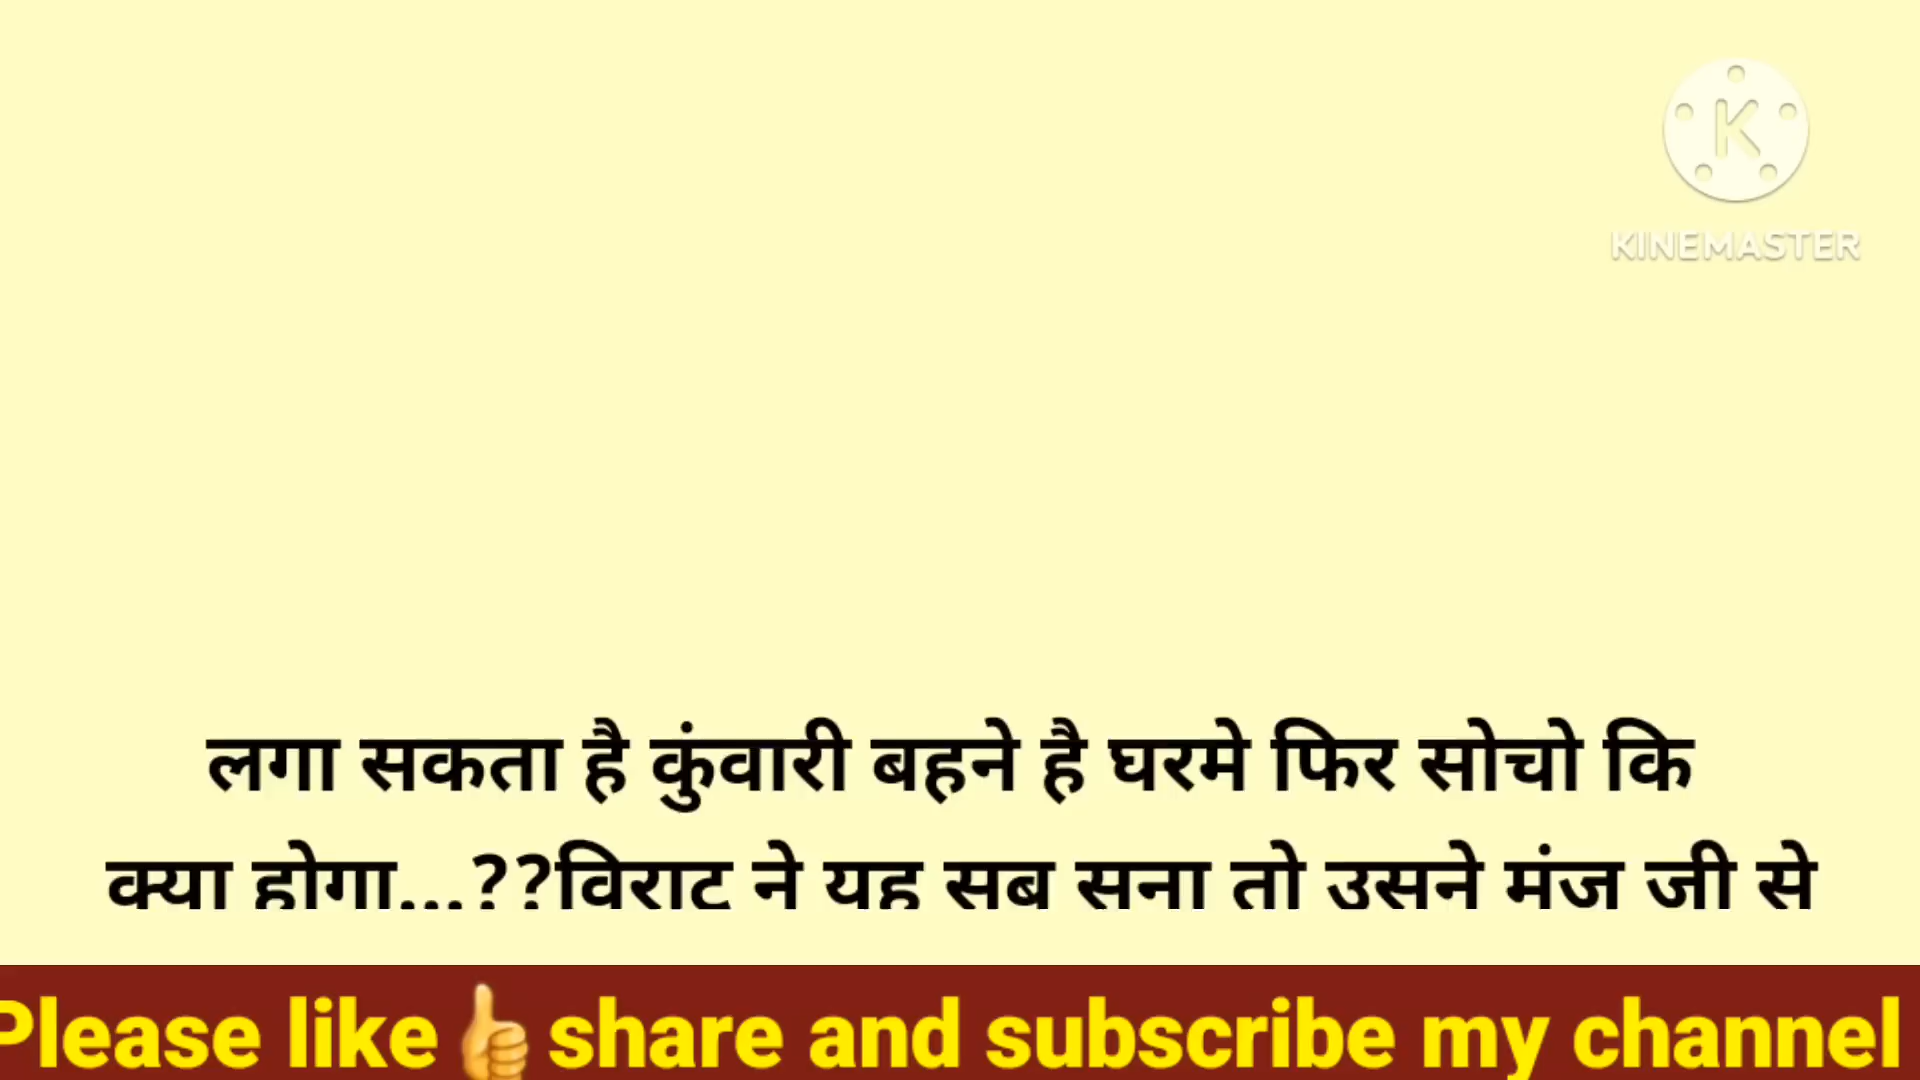 K
KINEMASTER
लगा सकता है कुंवारी बहने है घरमे फिर सोचो कि
क्या होगा...??विराट ने यह सब सुना तो उसने मंजू जी से
Please like👍share and subscribe my channel